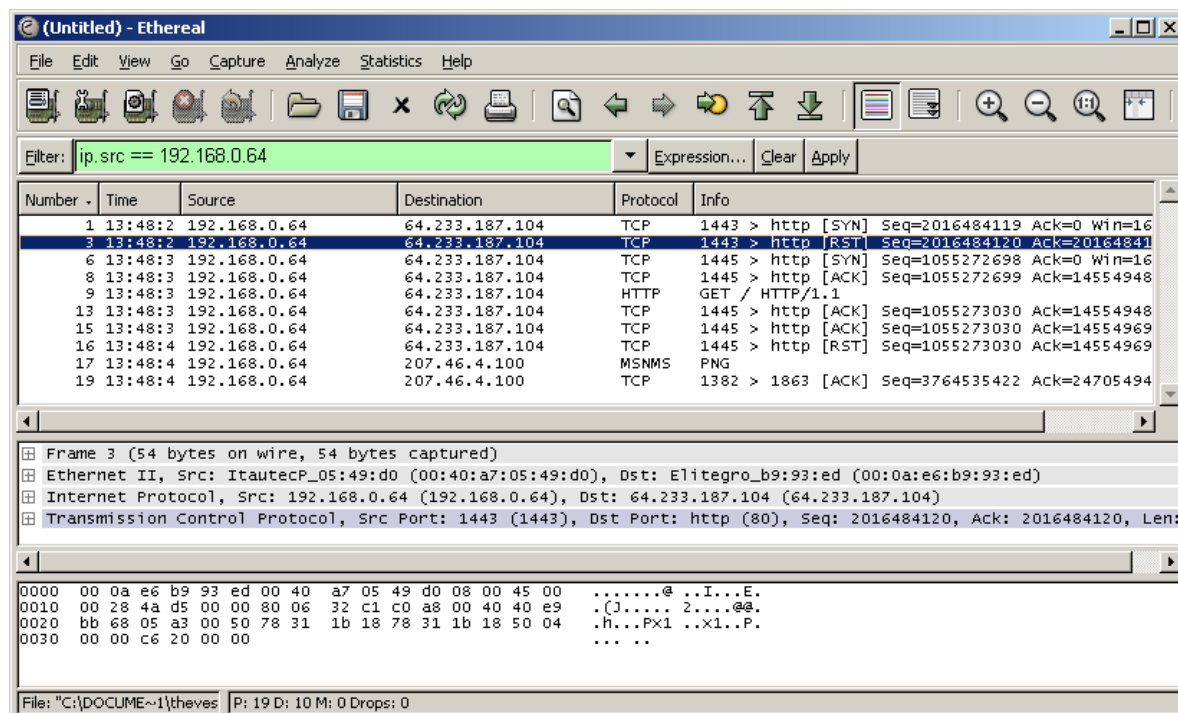 (Untitled) - Ethereal
File Edit View Go Capture Analyze Statistics Help
Filter: ip.src == 192.168.0.64 Expression... Clear Apply
Number Time Source Destination Protocol Info
1 13:48:2 192.168.0.64 64.233.187.104 TCP 1443 > http [SYN] Seq=2016484119 Ack=0 Win=16
3 13:48:2 192.168.0.64 64.233.187.104 TCP 1443 > http [RST] Seq=2016484120 Ack=20164841
6 13:48:3 192.168.0.64 64.233.187.104 TCP 1445 > http [SYN] Seq=1055272698 Ack=0 Win=16
8 13:48:3 192.168.0.64 64.233.187.104 TCP 1445 > http [ACK] Seq=1055272699 Ack=14554948
9 13:48:3 192.168.0.64 64.233.187.104 HTTP GET / HTTP/1.1
13 13:48:3 192.168.0.64 64.233.187.104 TCP 1445 > http [ACK] Seq=1055273030 Ack=14554948
15 13:48:3 192.168.0.64 64.233.187.104 TCP 1445 > http [ACK] Seq=1055273030 Ack=14554969
16 13:48:4 192.168.0.64 64.233.187.104 TCP 1445 > http [RST] Seq=1055273030 Ack=14554969
17 13:48:4 192.168.0.64 207.46.4.100 MSNMS PNG
19 13:48:4 192.168.0.64 207.46.4.100 TCP 1382 > 1863 [ACK] Seq=3764535422 Ack=24705494
Frame 3 (54 bytes on wire, 54 bytes captured)
Ethernet II, Src: ItautecP_05:49:d0 (00:40:a7:05:49:d0), Dst: Elitegro_b9:93:ed (00:0a:e6:b9:93:ed)
Internet Protocol, Src: 192.168.0.64 (192.168.0.64), Dst: 64.233.187.104 (64.233.187.104)
Transmission Control Protocol, Src Port: 1443 (1443), Dst Port: http (80), Seq: 2016484120, Ack: 2016484120, Len:
0000 00 0a e6 b9 93 ed 00 40 a7 05 49 d0 08 00 45 00 .......@ ..I...E.
0010 00 28 4a d5 00 00 80 06 32 c1 c0 a8 00 40 40 e9 .(J..... 2....@@.
0020 bb 68 05 a3 00 50 78 31 1b 18 78 31 1b 18 50 04 .h...Px1 ..x1..P.
0030 00 00 c6 20 00 00 ... ..
File: "C:\DOCUME~1\theves P: 19 D: 10 M: 0 Drops: 0